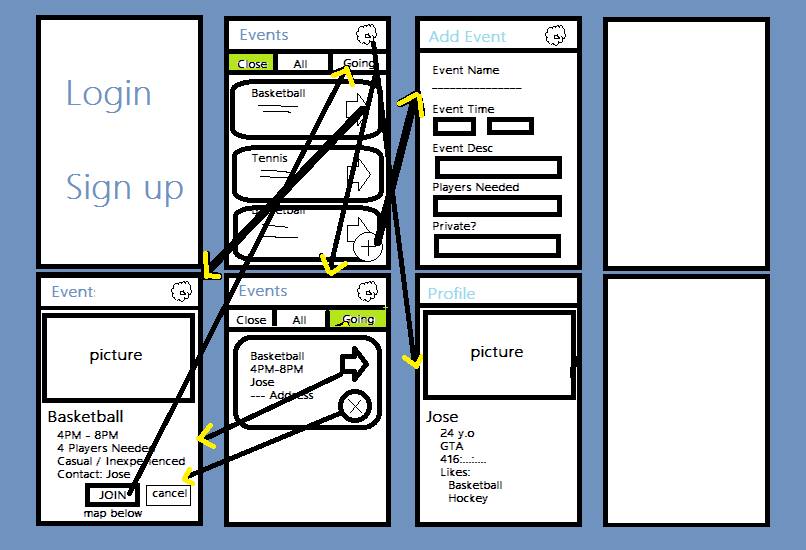 Login
Sign up
Events
Close All Going
Basketball
Tennis
Basketball
Add Event
Event Name
Event Time
Event Desc
Players Needed
Private?
Event
picture
Basketball
4PM - 8PM
4 Players Needed
Casual / Inexperienced
Contact: Jose
JOIN cancel
map below
Events
Close All Going
Basketball
4PM-8PM
Jose
--- Address
Profile
picture
Jose
24 y.o
GTA
416:...:....
Likes:
Basketball
Hockey